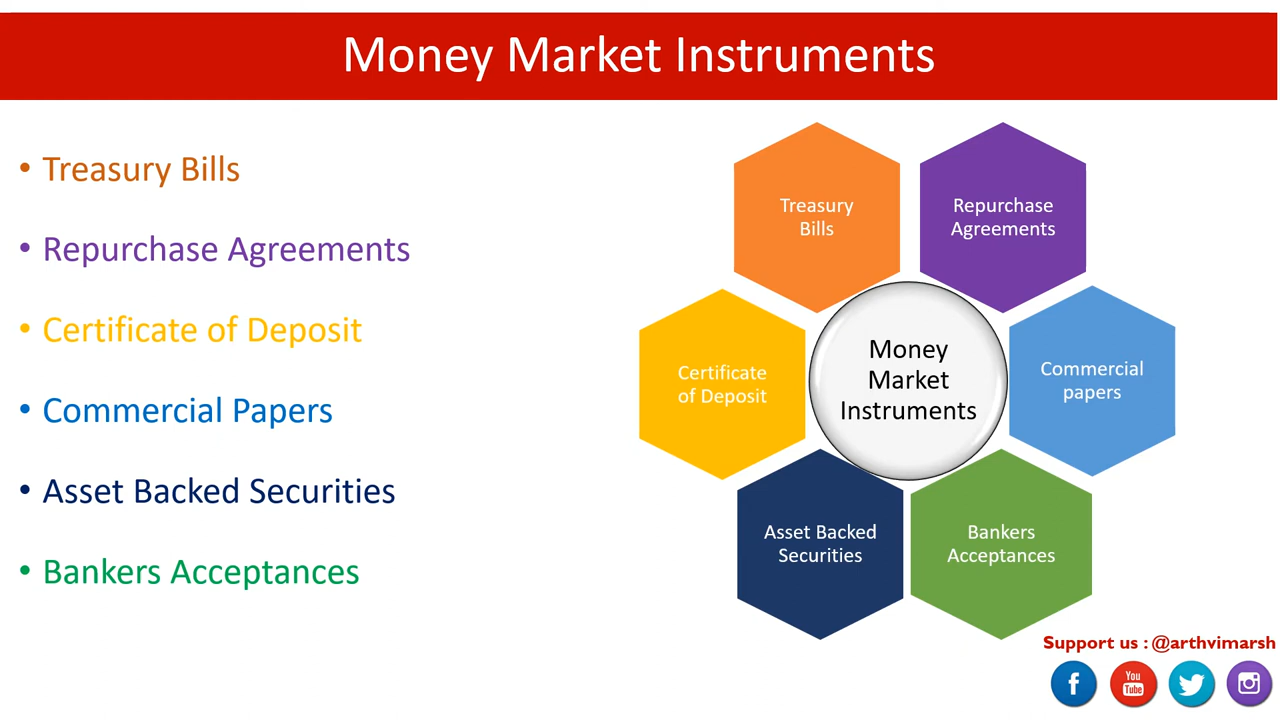 Money Market Instruments
• Treasury Bills
• Repurchase Agreements
• Certificate of Deposit
• Commercial Papers
• Asset Backed Securities
• Bankers Acceptances
Treasury
Bills
Repurchase
Agreements
Certificate
of Deposit
Money
Market
Instruments
Commercial
papers
Asset Backed
Securities
Bankers
Acceptances
Support us : @arthvimarsh
f
You
Tube